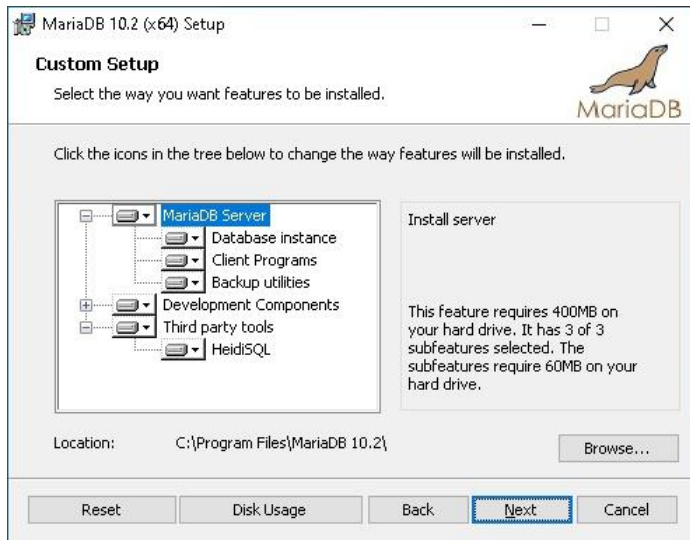 MariaDB 10.2 (x64) Setup
Custom Setup
Select the way you want features to be installed.
MariaDB
Click the icons in the tree below to change the way features will be installed.
MariaDB Server
Database instance
Client Programs
Backup utilities
Development Components
Third party tools
HeidiSQL
Install server
This feature requires 400MB on
your hard drive. It has 3 of 3
subfeatures selected. The
subfeatures require 60MB on your
hard drive.
Location: C:\Program Files\MariaDB 10.2\
Browse...
Reset Disk Usage Back Next Cancel